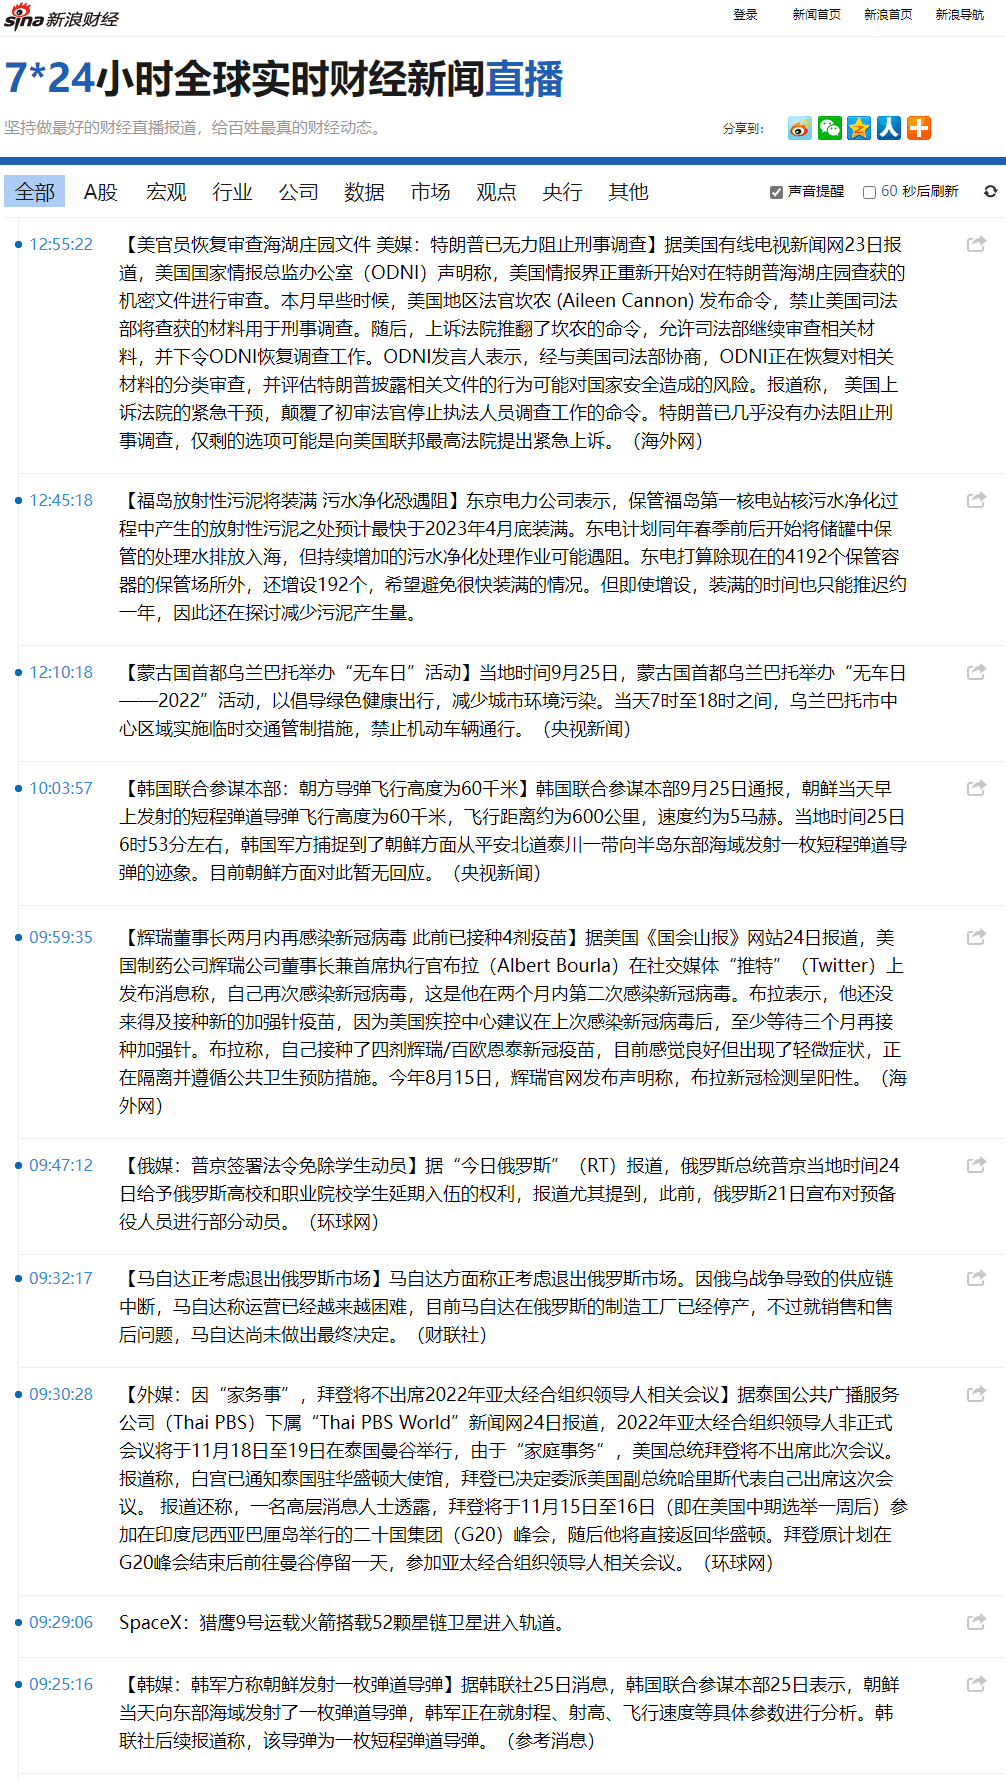 sina 新浪财经
登录 新闻首页 新浪首页 新浪导航
7*24小时全球实时财经新闻直播
坚持做最好的财经直播报道，给百姓最真的财经动态。
分享到：
全部 A股 宏观 行业 公司 数据 市场 观点 央行 其他 声音提醒 60 秒后刷新
12:55:22 【美官员恢复审查海湖庄园文件 美媒：特朗普已无力阻止刑事调查】据美国有线电视新闻网23日报
道，美国国家情报总监办公室（ODNI）声明称，美国情报界正重新开始对在特朗普海湖庄园查获的
机密文件进行审查。本月早些时候，美国地区法官坎农 (Aileen Cannon) 发布命令，禁止美国司法
部将查获的材料用于刑事调查。随后，上诉法院推翻了坎农的命令，允许司法部继续审查相关材
料，并下令ODNI恢复调查工作。ODNI发言人表示，经与美国司法部协商，ODNI正在恢复对相关
材料的分类审查，并评估特朗普披露相关文件的行为可能对国家安全造成的风险。报道称， 美国上
诉法院的紧急干预，颠覆了初审法官停止执法人员调查工作的命令。特朗普已几乎没有办法阻止刑
事调查，仅剩的选项可能是向美国联邦最高法院提出紧急上诉。（海外网）
12:45:18 【福岛放射性污泥将装满 污水净化恐遇阻】东京电力公司表示，保管福岛第一核电站核污水净化过
程中产生的放射性污泥之处预计最快于2023年4月底装满。东电计划同年春季前后开始将储罐中保
管的处理水排放入海，但持续增加的污水净化处理作业可能遇阻。东电打算除现在的4192个保管容
器的保管场所外，还增设192个，希望避免很快装满的情况。但即使增设，装满的时间也只能推迟约
一年，因此还在探讨减少污泥产生量。
12:10:18 【蒙古国首都乌兰巴托举办“无车日”活动】当地时间9月25日，蒙古国首都乌兰巴托举办“无车日
——2022”活动，以倡导绿色健康出行，减少城市环境污染。当天7时至18时之间，乌兰巴托市中
心区域实施临时交通管制措施，禁止机动车辆通行。（央视新闻）
10:03:57 【韩国联合参谋本部：朝方导弹飞行高度为60千米】韩国联合参谋本部9月25日通报，朝鲜当天早
上发射的短程弹道导弹飞行高度为60千米，飞行距离约为600公里，速度约为5马赫。当地时间25日
6时53分左右，韩国军方捕捉到了朝鲜方面从平安北道泰川一带向半岛东部海域发射一枚短程弹道导
弹的迹象。目前朝鲜方面对此暂无回应。（央视新闻）
09:59:35 【辉瑞董事长两月内再感染新冠病毒 此前已接种4剂疫苗】据美国《国会山报》网站24日报道，美
国制药公司辉瑞公司董事长兼首席执行官布拉（Albert Bourla）在社交媒体“推特”（Twitter）上
发布消息称，自己再次感染新冠病毒，这是他在两个月内第二次感染新冠病毒。布拉表示，他还没
来得及接种新的加强针疫苗，因为美国疾控中心建议在上次感染新冠病毒后，至少等待三个月再接
种加强针。布拉称，自己接种了四剂辉瑞/百欧恩泰新冠疫苗，目前感觉良好但出现了轻微症状，正
在隔离并遵循公共卫生预防措施。今年8月15日，辉瑞官网发布声明称，布拉新冠检测呈阳性。（海
外网）
09:47:12 【俄媒：普京签署法令免除学生动员】据“今日俄罗斯”（RT）报道，俄罗斯总统普京当地时间24
日给予俄罗斯高校和职业院校学生延期入伍的权利，报道尤其提到，此前，俄罗斯21日宣布对预备
役人员进行部分动员。（环球网）
09:32:17 【马自达正考虑退出俄罗斯市场】马自达方面称正考虑退出俄罗斯市场。因俄乌战争导致的供应链
中断，马自达称运营已经越来越困难，目前马自达在俄罗斯的制造工厂已经停产，不过就销售和售
后问题，马自达尚未做出最终决定。（财联社）
09:30:28 【外媒：因“家务事”，拜登将不出席2022年亚太经合组织领导人相关会议】据泰国公共广播服务
公司（Thai PBS）下属“Thai PBS World”新闻网24日报道，2022年亚太经合组织领导人非正式
会议将于11月18日至19日在泰国曼谷举行，由于“家庭事务”，美国总统拜登将不出席此次会议。
报道称，白宫已通知泰国驻华盛顿大使馆，拜登已决定委派美国副总统哈里斯代表自己出席这次会
议。 报道还称，一名高层消息人士透露，拜登将于11月15日至16日（即在美国中期选举一周后）参
加在印度尼西亚巴厘岛举行的二十国集团（G20）峰会，随后他将直接返回华盛顿。拜登原计划在
G20峰会结束后前往曼谷停留一天，参加亚太经合组织领导人相关会议。（环球网）
09:29:06 SpaceX：猎鹰9号运载火箭搭载52颗星链卫星进入轨道。
09:25:16 【韩媒：韩军方称朝鲜发射一枚弹道导弹】据韩联社25日消息，韩国联合参谋本部25日表示，朝鲜
当天向东部海域发射了一枚弹道导弹，韩军正在就射程、射高、飞行速度等具体参数进行分析。韩
联社后续报道称，该导弹为一枚短程弹道导弹。（参考消息）